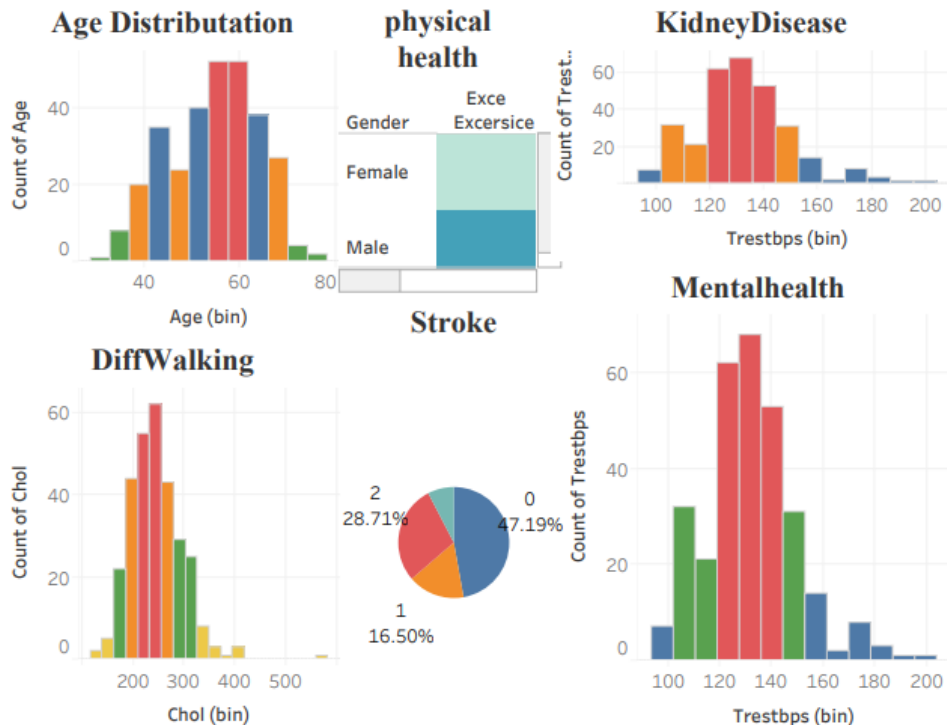 Age Distributation
Count of Age
40
20
0
40
60
80
Age (bin)
physical
health
Exce
Gender
Excersice
Female
Male
KidneyDisease
Count of Trest..
60
40
20
100
120
140
160
180
200
Trestbps (bin)
DiffWalking
Count of Chol
60
40
20
0
200
300
400
500
Chol (bin)
Stroke
2
28.71%
0
47.19%
1
16.50%
Mentalhealth
Count of Trestbps
60
40
20
0
100
120
140
160
180
200
Trestbps (bin)